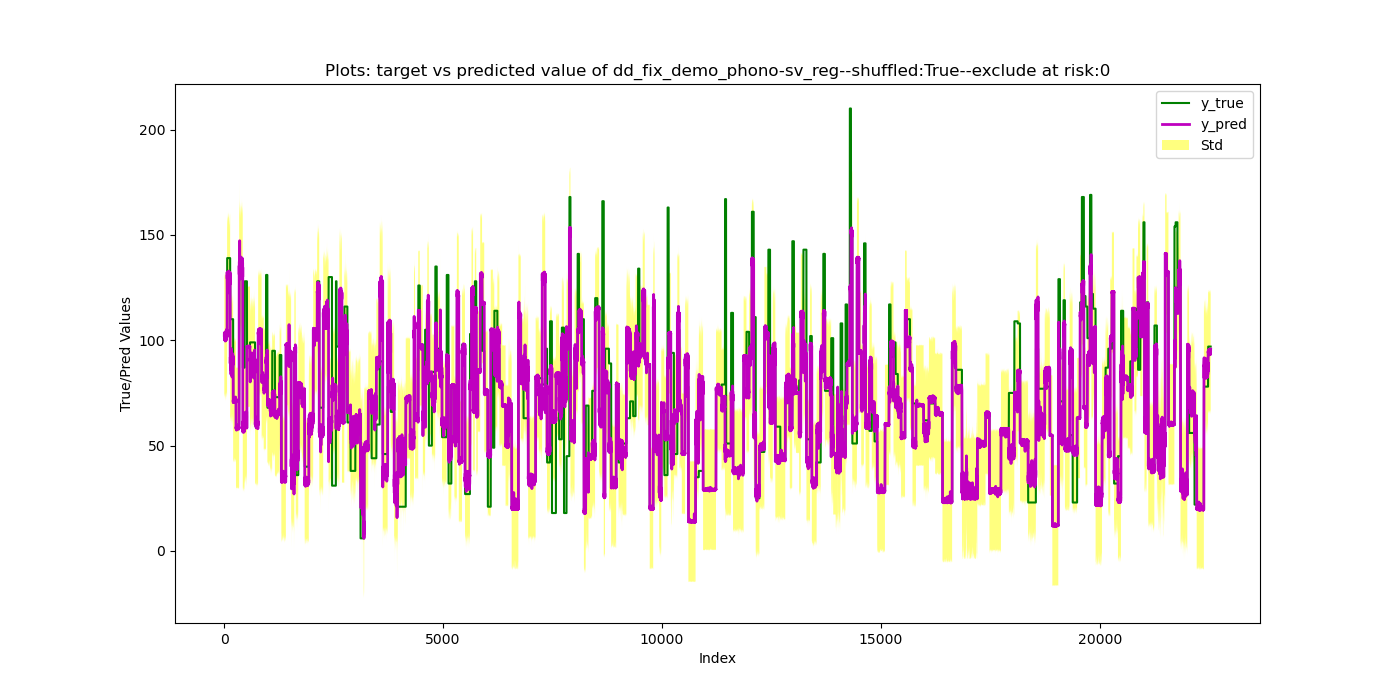 Plots: target vs predicted value of dd_fix_demo_phono-sv_reg--shuffled:True--exclude at risk:0
y_true
y_pred
Std
200
150
100
50
0
True/Pred Values
0 5000 10000 15000 20000
Index